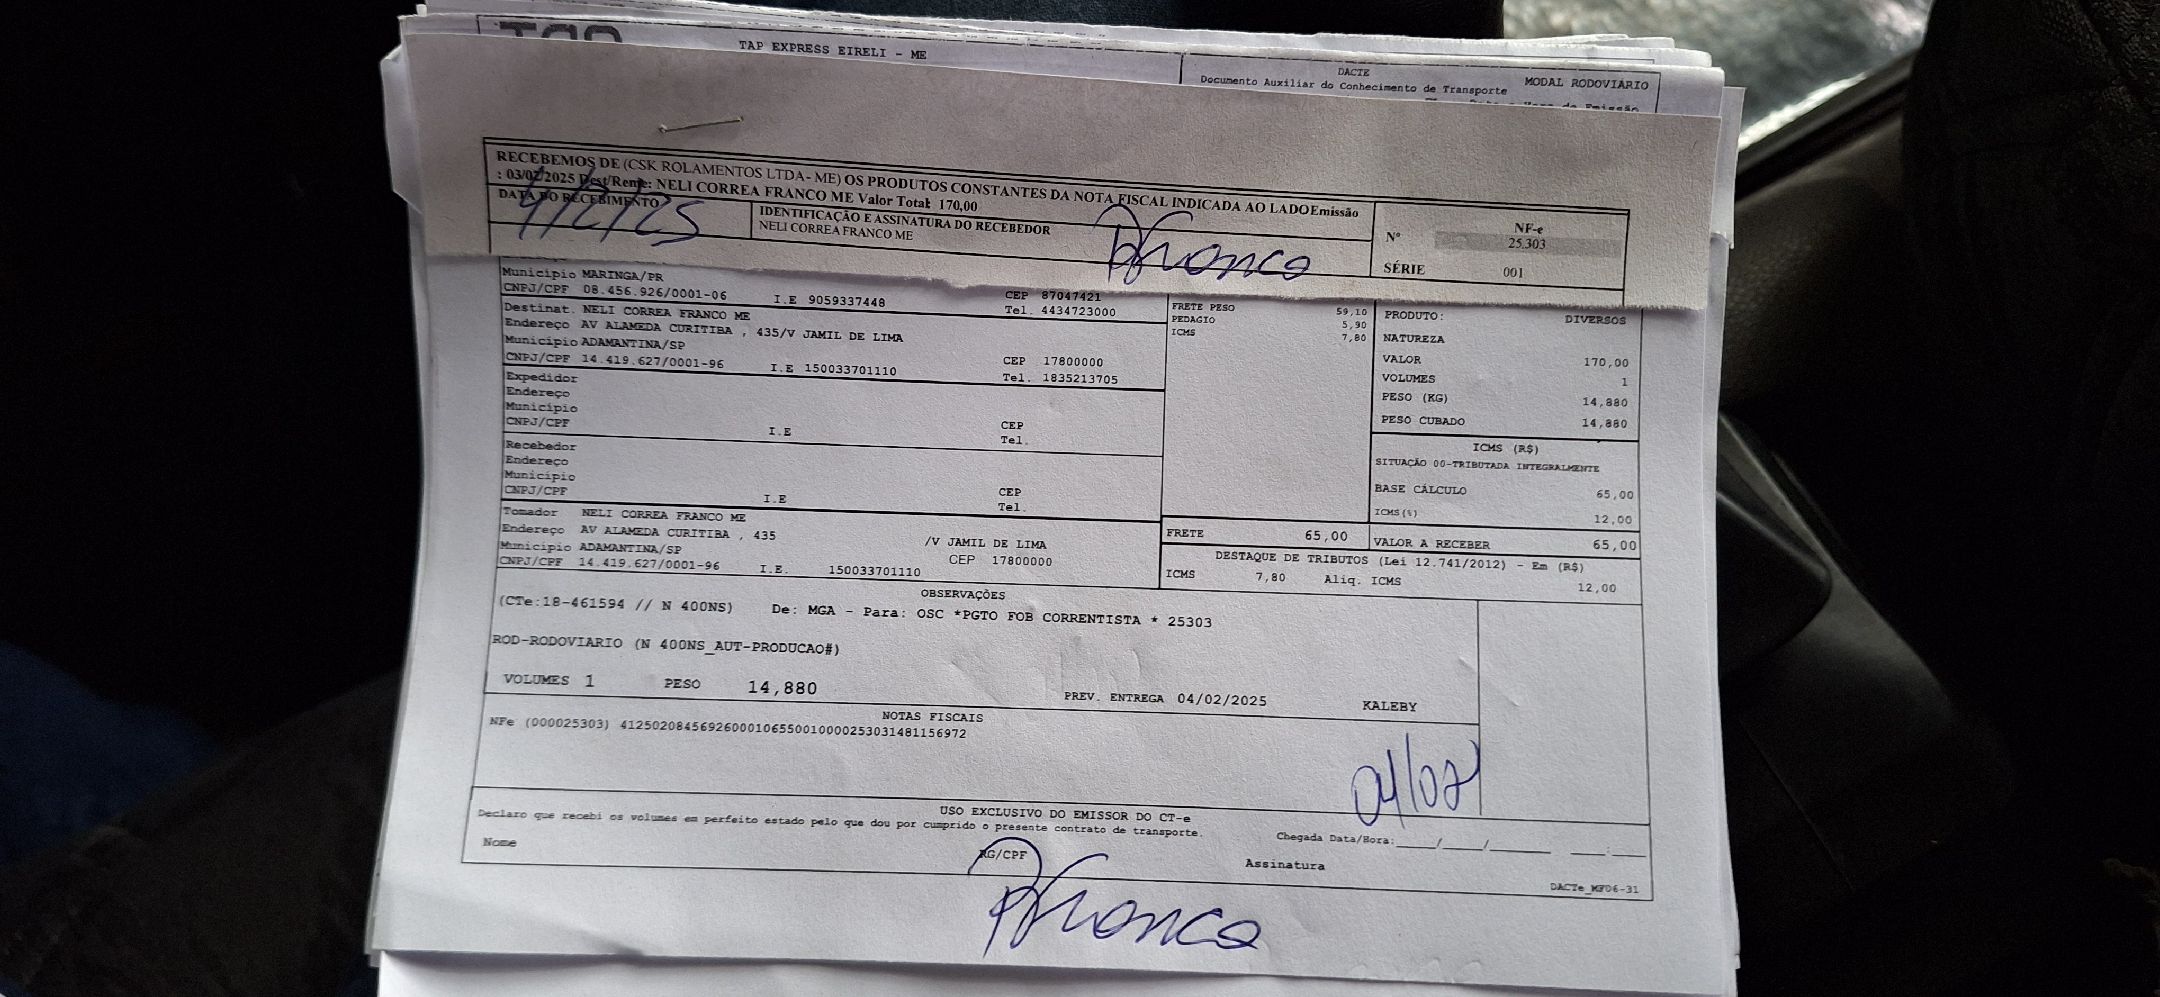 TAP EXPRESS EIRELI - ME
DACTE
MODAL RODOVIÁRIO
Documento Auxiliar do Conhecimento de Transporte
RECEBEMOS DE (CSK ROLAMENTOS LTDA- ME) OS PRODUTOS CONSTANTES DA NOTA FISCAL INDICADA AO LADOEmissão
: 03/02/2025 Dest/Reme: NELI CORREA FRANCO ME Valor Total: 170,00
DATA DO RECEBIMENTO
4/2/25
IDENTIFICAÇÃO E ASSINATURA DO RECEBEDOR
NELI CORREA FRANCO ME
PFranco
NF-e
Nº 25.303
SÉRIE 001
Município MARINGA/PR
CNPJ/CPF 08.456.926/0001-06 I.E 9059337448 CEP 87047421
Tel. 4434723000
Destinat. NELI CORREA FRANCO ME
Endereço AV ALAMEDA CURITIBA , 435/V JAMIL DE LIMA
Município ADAMANTINA/SP
CEP 17800000
CNPJ/CPF 14.419.627/0001-96 I.E 150033701110 Tel. 1835213705
Expedidor
Endereço
Município
CNPJ/CPF I.E CEP
Tel.
Recebedor
Endereço
Município
CNPJ/CPF I.E CEP
Tel.
Tomador NELI CORREA FRANCO ME
Endereço AV ALAMEDA CURITIBA , 435 /V JAMIL DE LIMA
Município ADAMANTINA/SP CEP 17800000
CNPJ/CPF 14.419.627/0001-96 I.E. 150033701110
FRETE PESO 59,10
PEDAGIO 5,90
ICMS 7,80
FRETE 65,00
PRODUTO: DIVERSOS
NATUREZA
VALOR 170,00
VOLUMES 1
PESO (KG) 14,880
PESO CUBADO 14,880
ICMS (R$)
SITUAÇÃO 00-TRIBUTADA INTEGRALMENTE
BASE CÁLCULO 65,00
ICMS(%) 12,00
VALOR A RECEBER 65,00
DESTAQUE DE TRIBUTOS (Lei 12.741/2012) - Em (R$)
ICMS 7,80 Aliq. ICMS 12,00
OBSERVAÇÕES
(CTe:18-461594 // N 400NS) De: MGA - Para: OSC *PGTO FOB CORRENTISTA * 25303
ROD-RODOVIARIO (N 400NS_AUT-PRODUCAO#)
VOLUMES 1 PESO 14,880 PREV. ENTREGA 04/02/2025 KALEBY
NOTAS FISCAIS
NFe (000025303) 41250208456926000106550010000253031481156972
04/02
USO EXCLUSIVO DO EMISSOR DO CT-e
Declaro que recebi os volumes em perfeito estado pelo que dou por cumprido o presente contrato de transporte.
Chegada Data/Hora:_____/_____/_______ ____:____
Nome RG/CPF Assinatura
DACTe_MF06-31
PFranco